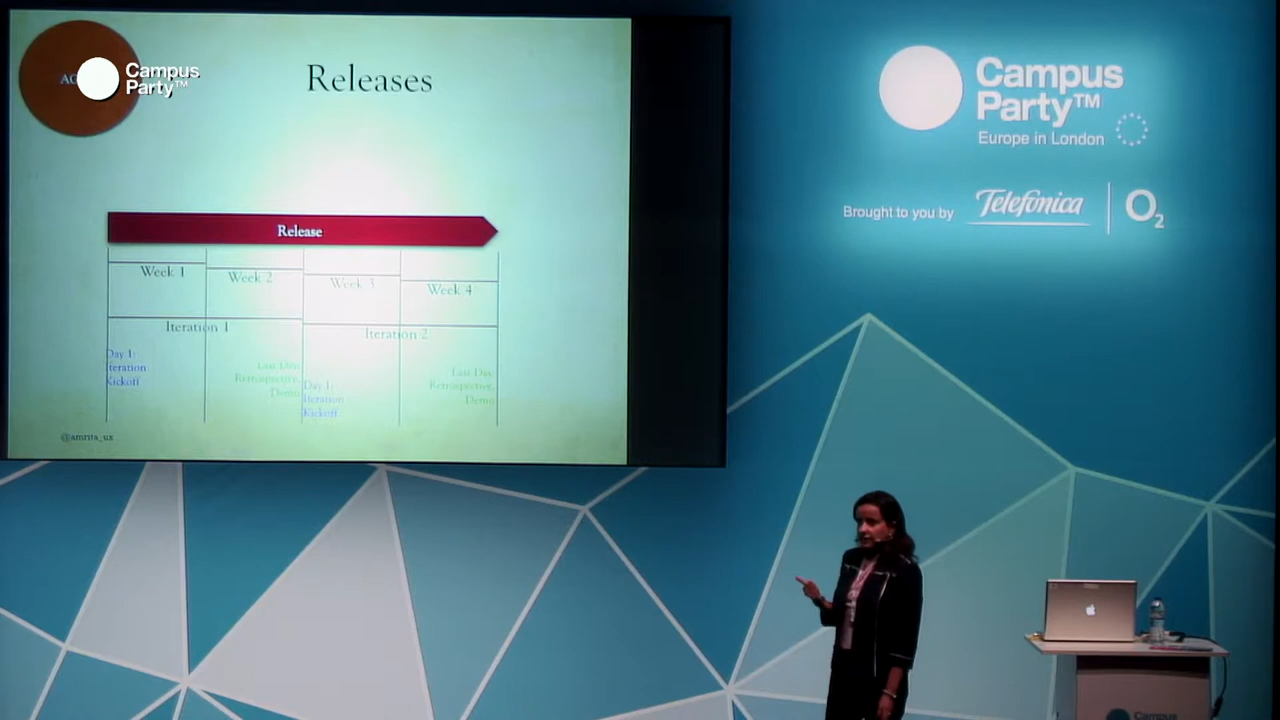 Campus
Party™
Releases
Release
Week 1
Week 2
Week 3
Week 4
Iteration 1
Iteration 2
Day 1:
Iteration
Kickoff
Last Day:
Retrospective,
Demo
Day 1:
Iteration
Kickoff
Last Day:
Retrospective,
Demo
@amrita_ux
Campus
Party™
Europe in London
Brought to you by
Telefónica
O2
Campus